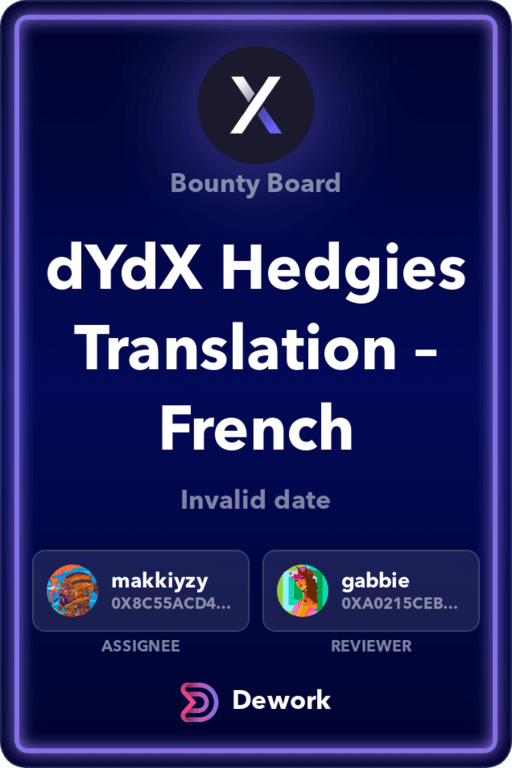 Bounty Board
dYdX Hedgies
Translation –
French
Invalid date
makkiyzy
0X8C55ACD4...
gabbie
0XA0215CEB...
ASSIGNEE
REVIEWER
Dework